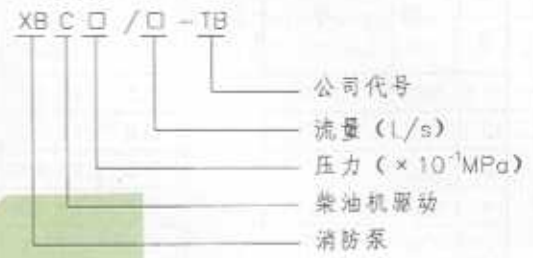 XB C □ / □ - TB
公司代号
流量（L/s）
压力（×10⁻¹MPa）
柴油机驱动
消防泵